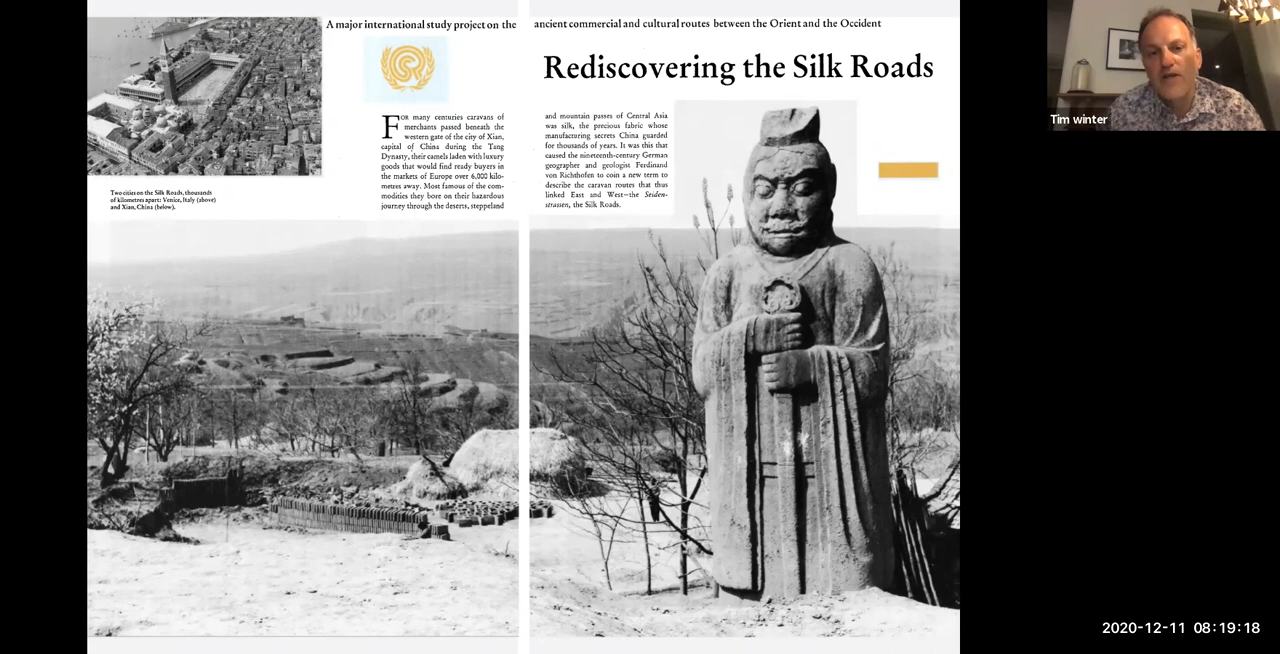 A major international study project on the ancient commercial and cultural routes between the Orient and the Occident
Rediscovering the Silk Roads
FOR many centuries caravans of
merchants passed beneath the
western gate of the city of Xian,
capital of China during the Tang
Dynasty, their camels laden with luxury
goods that would find ready buyers in
the markets of Europe over 6,000 kilo-
metres away. Most famous of the com-
modities they bore on their hazardous
journey through the deserts, steppeland
and mountain passes of Central Asia
was silk, the precious fabric whose
manufacturing secrets China guarded
for thousands of years. It was this that
caused the nineteenth-century German
geographer and geologist Ferdinand
von Richthofen to coin a new term to
describe the caravan routes that thus
linked East and West—the Seiden-
strassen, the Silk Roads.
Two cities on the Silk Roads, thousands
of kilometres apart: Venice, Italy (above)
and Xian, China (below).
Tim winter
2020-12-11 08:19:18